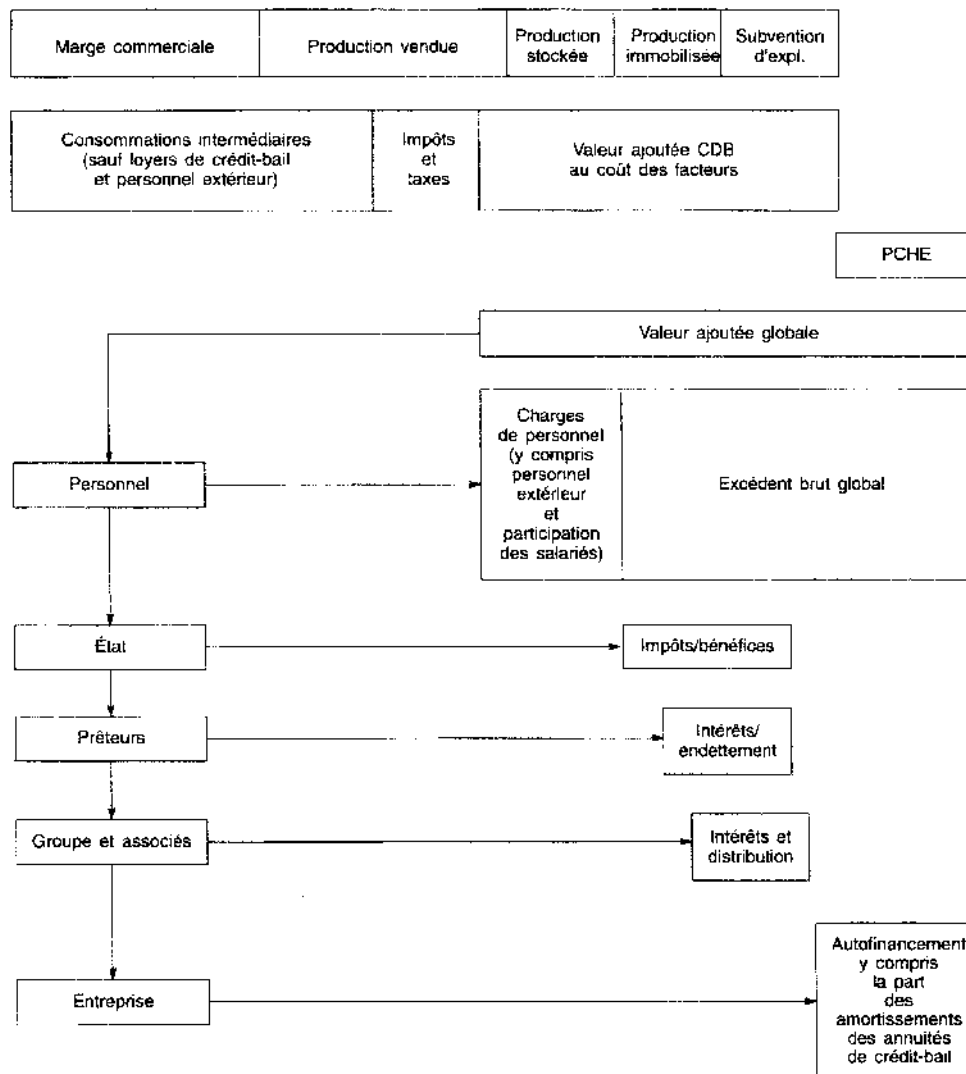 Marge commerciale
Production vendue
Production
stockée
Production
immobilisée
Subvention
d'expl.
Consommations intermédiaires
(sauf loyers de crédit-bail
et personnel extérieur)
Impôts
et
taxes
Valeur ajoutée CDB
au coût des facteurs
PCHE
Valeur ajoutée globale
Charges
de personnel
(y compris
personnel
extérieur
et
participation
des salariés)
Excédent brut global
Personnel
État
Impôts/bénéfices
Prêteurs
Intérêts/
endettement
Groupe et associés
Intérêts et
distribution
Entreprise
Autofinancement
y compris
la part
des
amortissements
des annuités
de crédit-bail